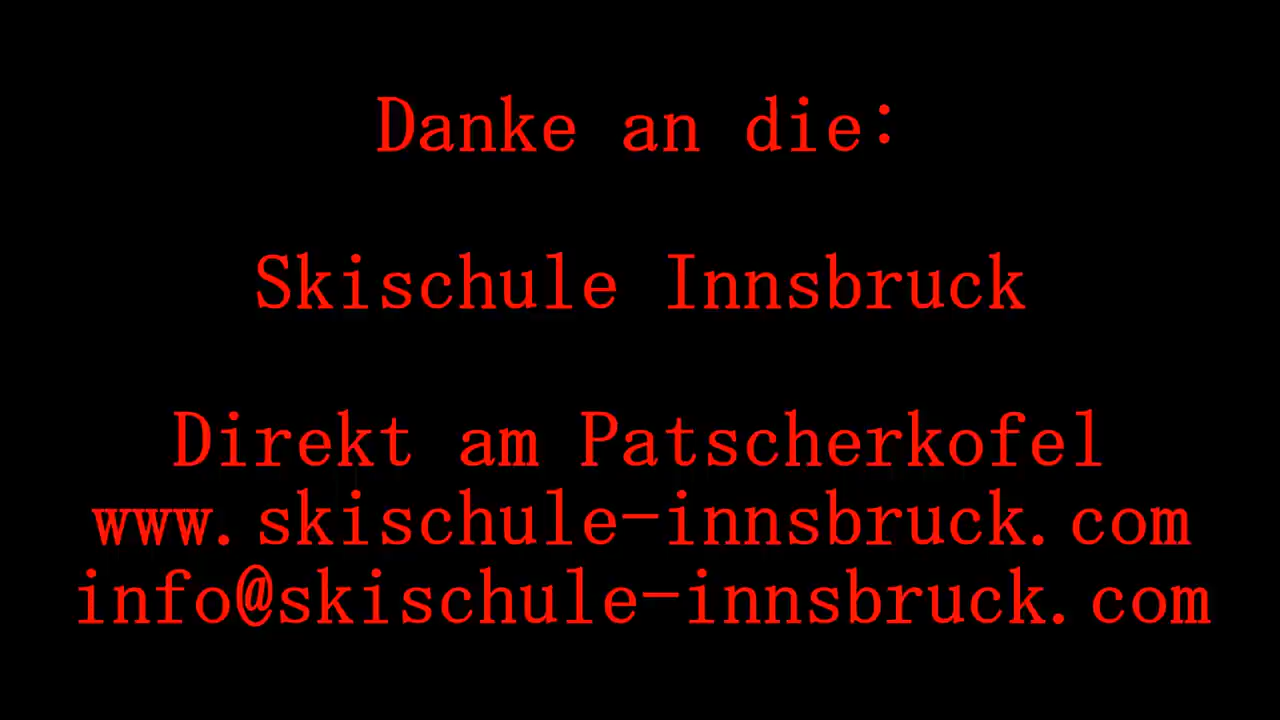 Danke an die:
Skischule Innsbruck
Direkt am Patscherkofel
www.skischule-innsbruck.com
info@skischule-innsbruck.com